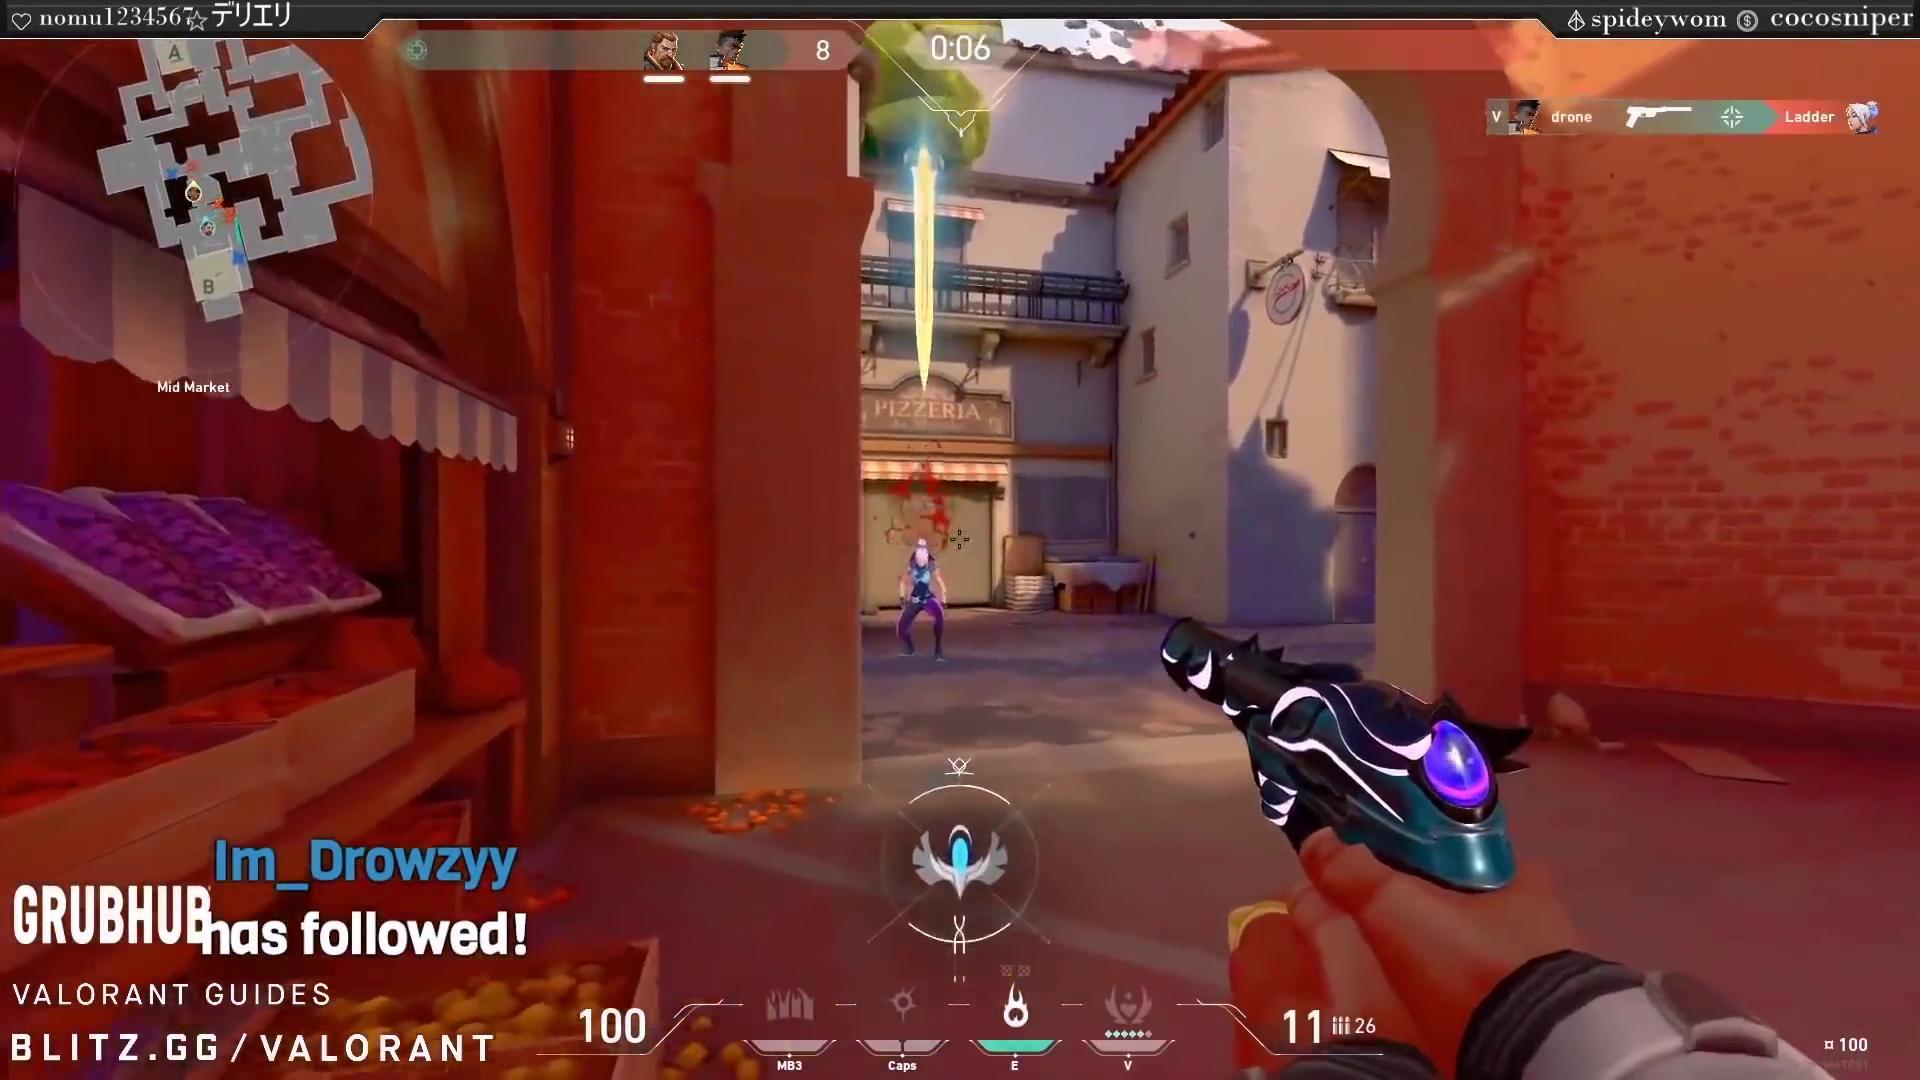 nomu1234567☆デリエリ
spideywom
cocosniper
8
0:06
A
V drone
Ladder
B
Mid Market
PIZZERIA
Im_Drowzyy
GRUBHUB
has followed!
VALORANT GUIDES
BLITZ.GG/VALORANT
100
11
26
¤ 100
MB3
Caps
E
V